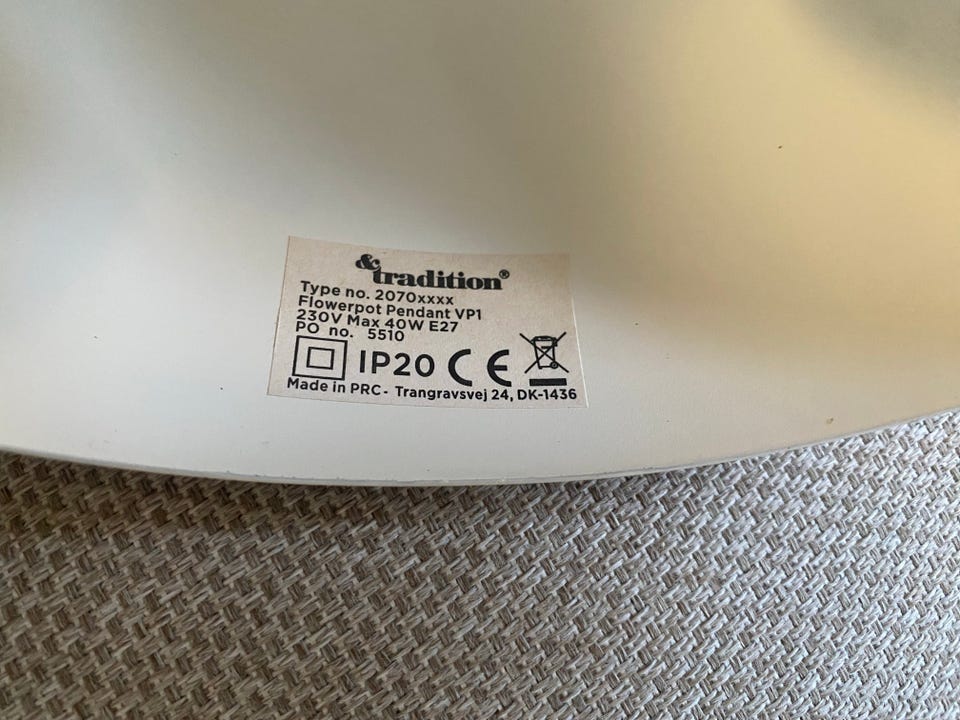 &tradition®
Type no. 2070xxxx
Flowerpot Pendant VP1
230V Max 40W E27
PO no. 5510
IP20 CE
Made in PRC- Trangravsvej 24, DK-1436